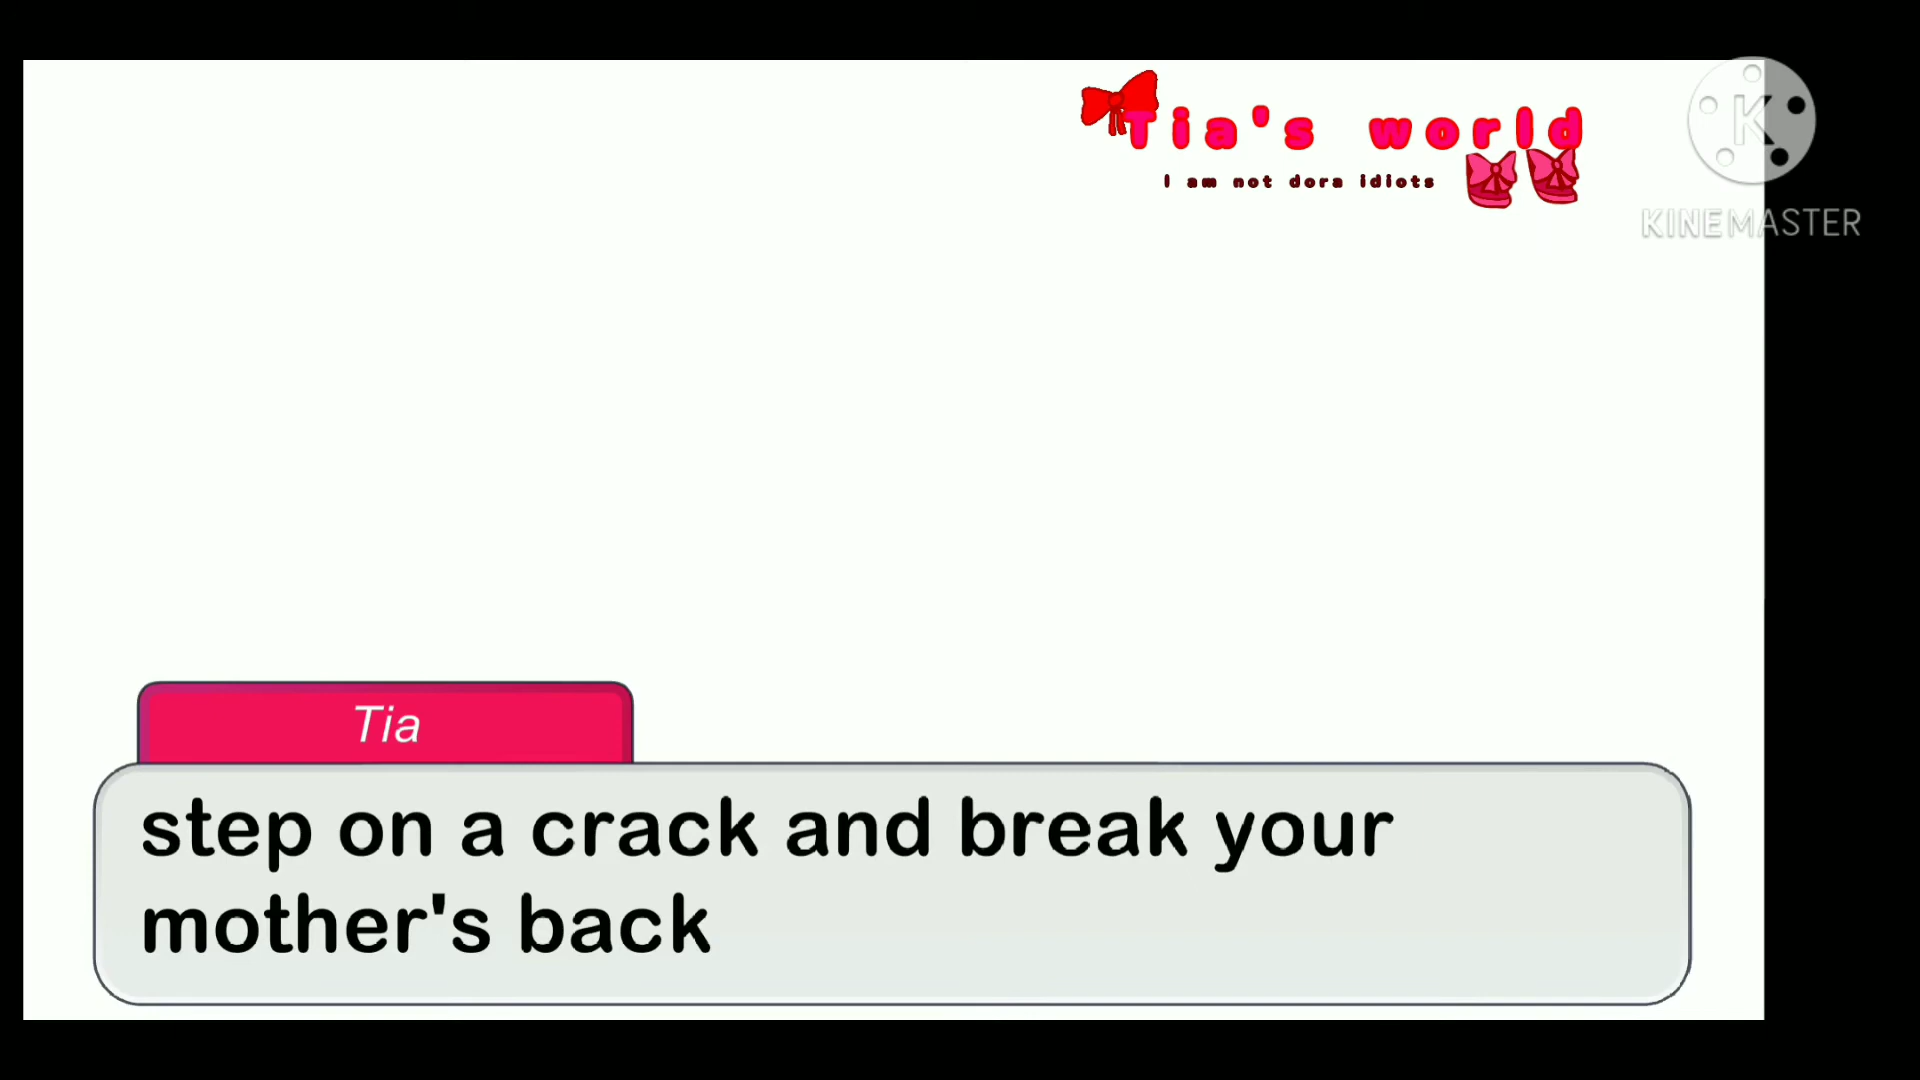 Tia's world
I am not dora idiots
K
KINEMASTER
Tia
step on a crack and break your
mother's back